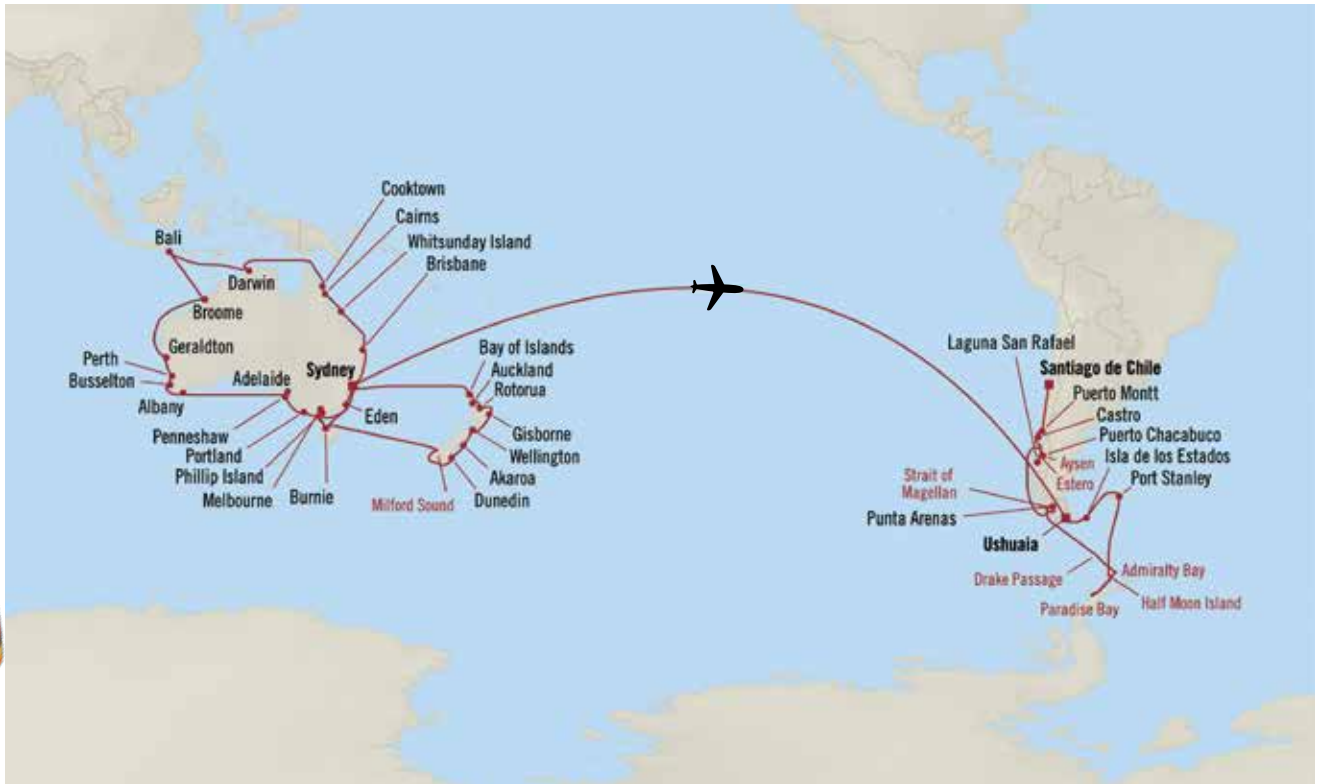 Cooktown
Cairns
Whitsunday Island
Brisbane
Bali
Darwin
Broome
Geraldton
Perth
Busselton
Albany
Adelaide
Sydney
Eden
Penneshaw
Portland
Phillip Island
Melbourne
Burnie
Bay of Islands
Auckland
Rotorua
Gisborne
Wellington
Akaroa
Dunedin
Milford Sound
Laguna San Rafael
Santiago de Chile
Puerto Montt
Castro
Puerto Chacabuco
Aysen
Estero
Isla de los Estados
Port Stanley
Strait of
Magellan
Punta Arenas
Ushuaia
Drake Passage
Admiralty Bay
Half Moon Island
Paradise Bay